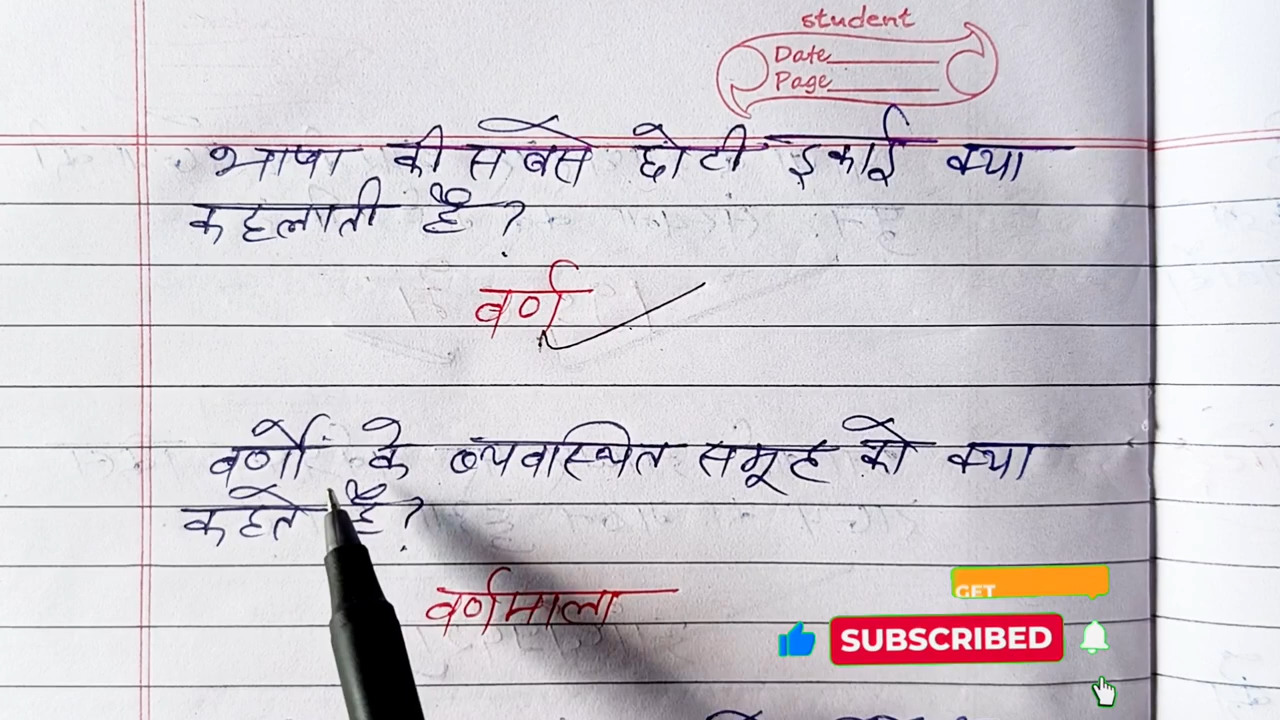 student
Date
Page
भाषा की सबसे छोटी इकाई क्या
कहलाती है ?
वर्ण
वर्णों के व्यवस्थित समूह को क्या
कहते हैं ?
वर्णमाला
GET
SUBSCRIBED